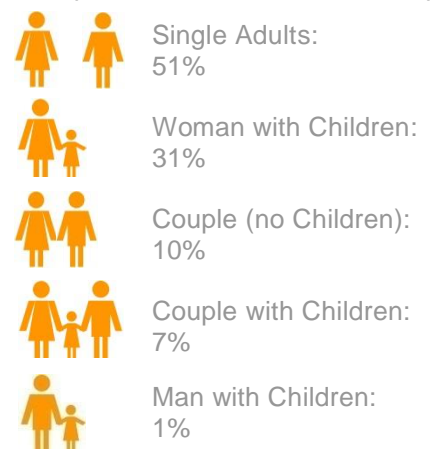 Single Adults:
51%
Woman with Children:
31%
Couple (no Children):
10%
Couple with Children:
7%
Man with Children:
1%